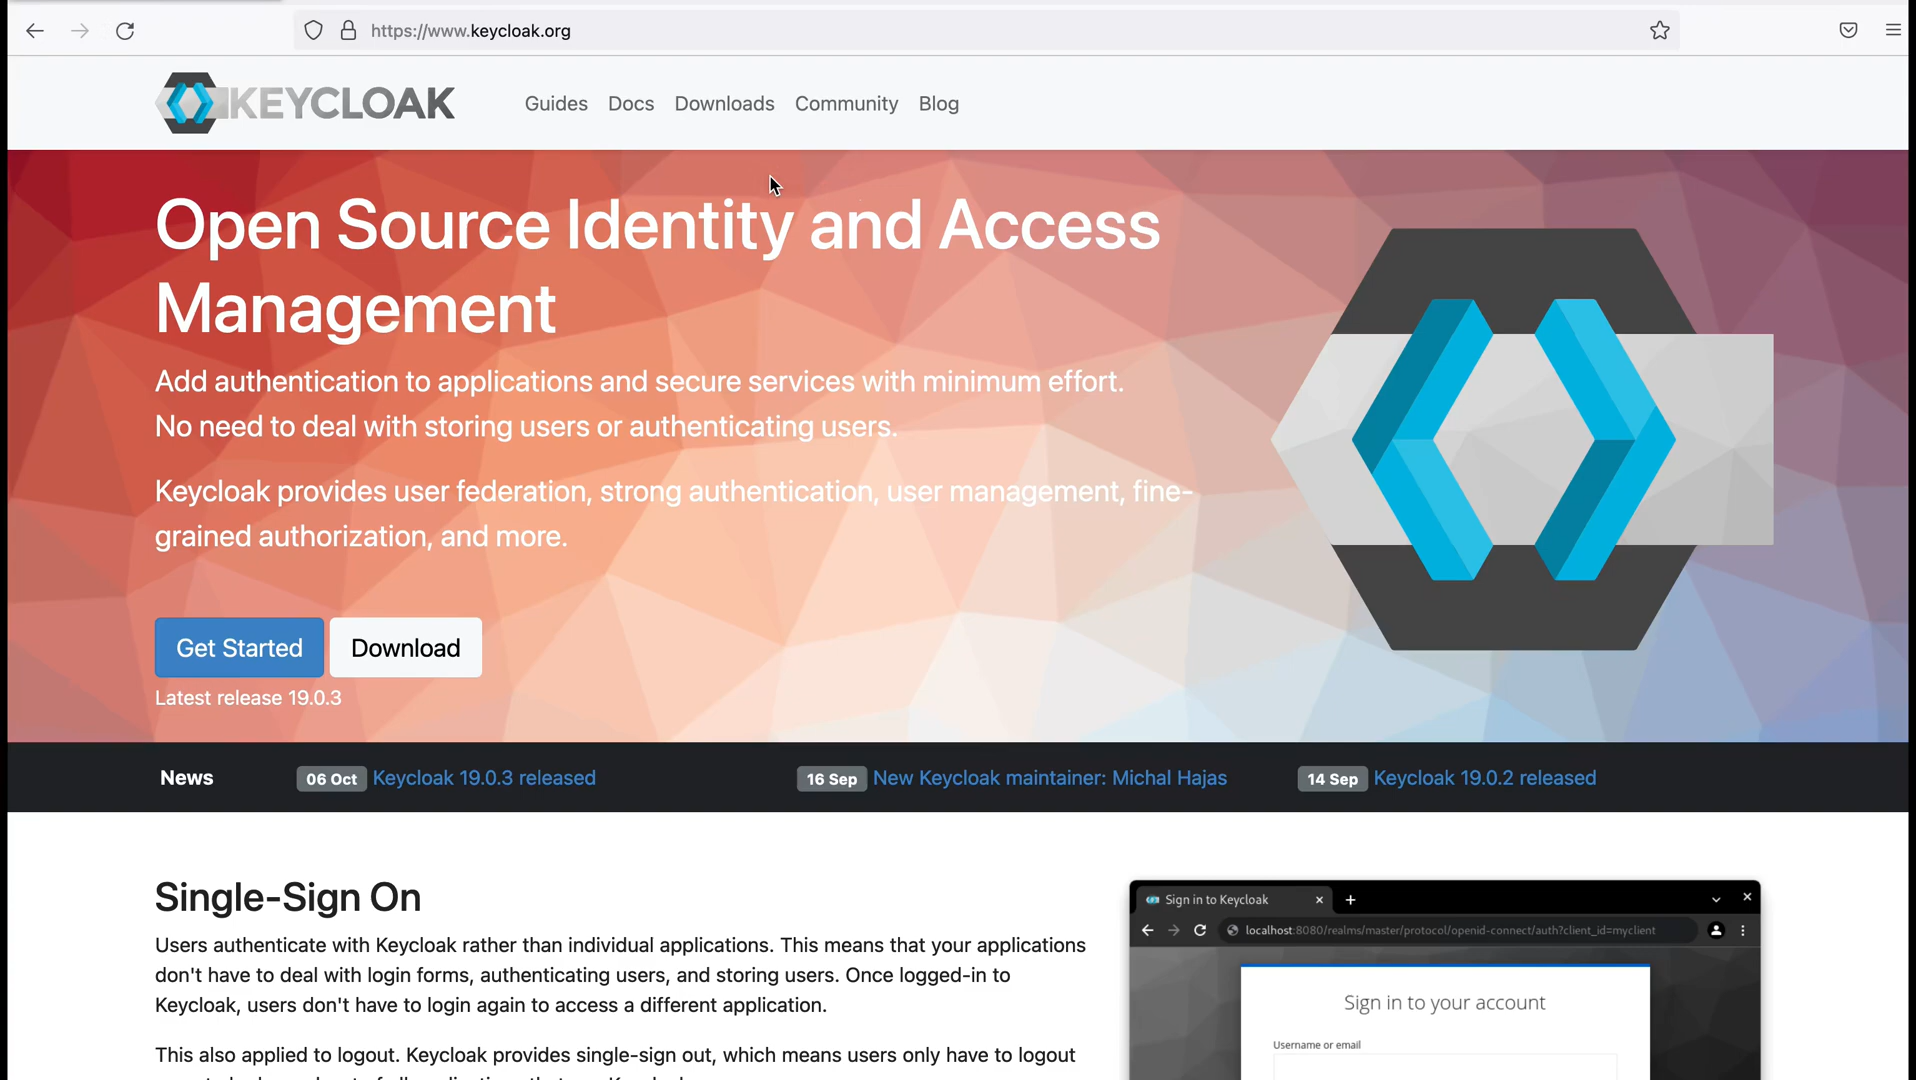 https://www.keycloak.org
KEYCLOAK
Guides Docs Downloads Community Blog
Open Source Identity and Access
Management
Add authentication to applications and secure services with minimum effort.
No need to deal with storing users or authenticating users.
Keycloak provides user federation, strong authentication, user management, fine-
grained authorization, and more.
Get Started Download
Latest release 19.0.3
News 06 Oct Keycloak 19.0.3 released 16 Sep New Keycloak maintainer: Michal Hajas 14 Sep Keycloak 19.0.2 released
Single-Sign On
Users authenticate with Keycloak rather than individual applications. This means that your applications
don't have to deal with login forms, authenticating users, and storing users. Once logged-in to
Keycloak, users don't have to login again to access a different application.
This also applied to logout. Keycloak provides single-sign out, which means users only have to logout
Sign in to Keycloak
localhost:8080/realms/master/protocol/openid-connect/auth?client_id=myclient
Sign in to your account
Username or email